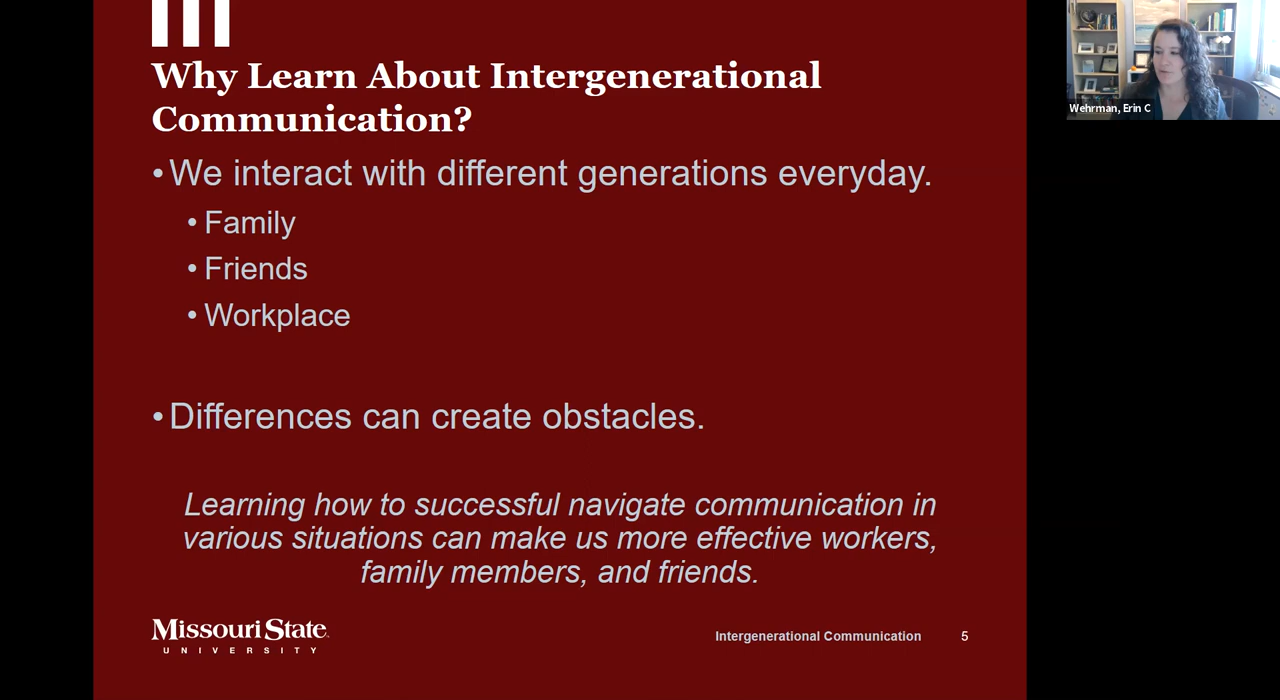 Why Learn About Intergenerational
Communication?
• We interact with different generations everyday.
• Family
• Friends
• Workplace
• Differences can create obstacles.
Learning how to successful navigate communication in
various situations can make us more effective workers,
family members, and friends.
Missouri State
UNIVERSITY
Intergenerational Communication 5
Wehrman, Erin C